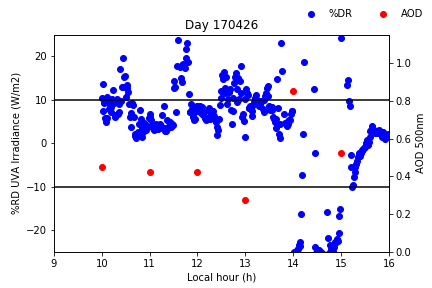 %DR AOD
Day 170426
%RD UVA Irradiance (W/m2)
20
10
0
−10
−20
1.0
0.8
0.6
0.4
0.2
0.0
AOD 500nm
9 10 11 12 13 14 15 16
Local hour (h)